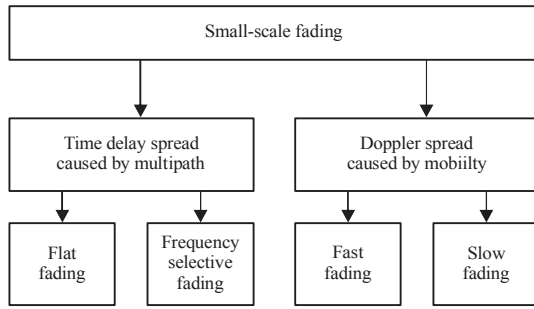 Small-scale fading
Time delay spread
caused by multipath
Doppler spread
caused by mobiilty
Flat
fading
Frequency
selective
fading
Fast
fading
Slow
fading